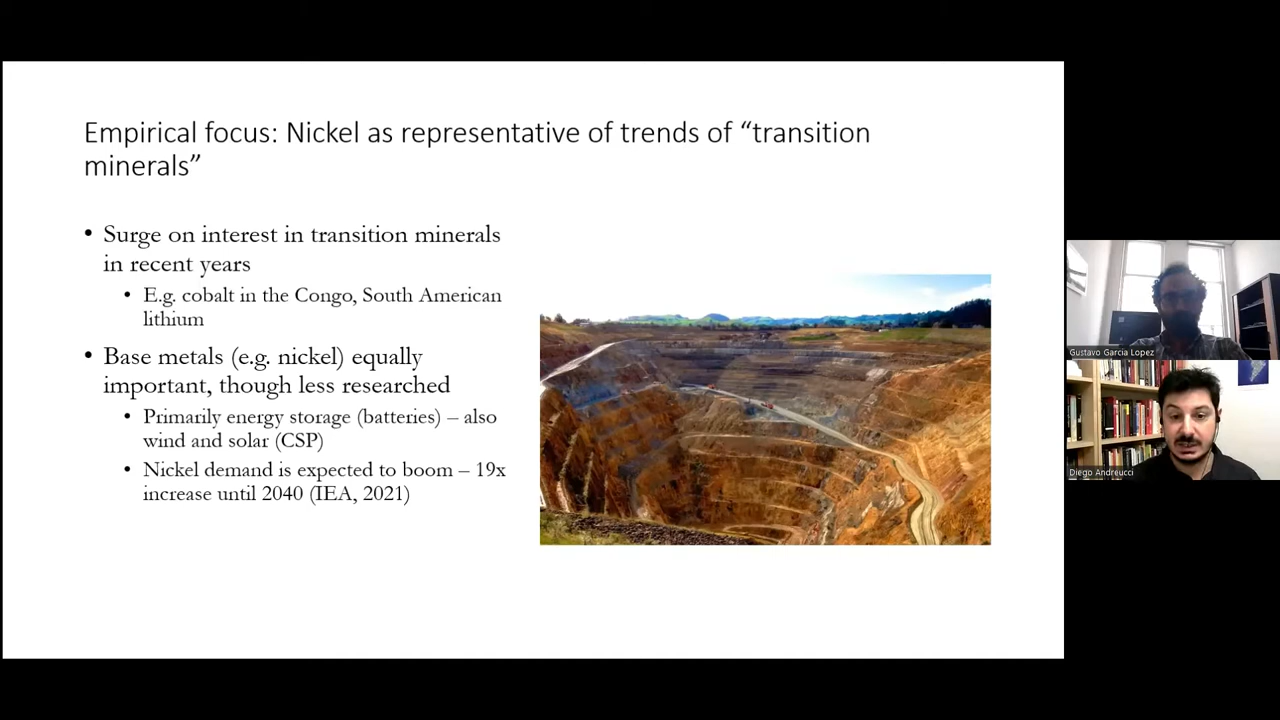 Empirical focus: Nickel as representative of trends of “transition
minerals”
• Surge on interest in transition minerals
in recent years
• E.g. cobalt in the Congo, South American
lithium
• Base metals (e.g. nickel) equally
important, though less researched
• Primarily energy storage (batteries) – also
wind and solar (CSP)
• Nickel demand is expected to boom – 19x
increase until 2040 (IEA, 2021)
Gustavo Garcia Lopez
Diego Andreucci